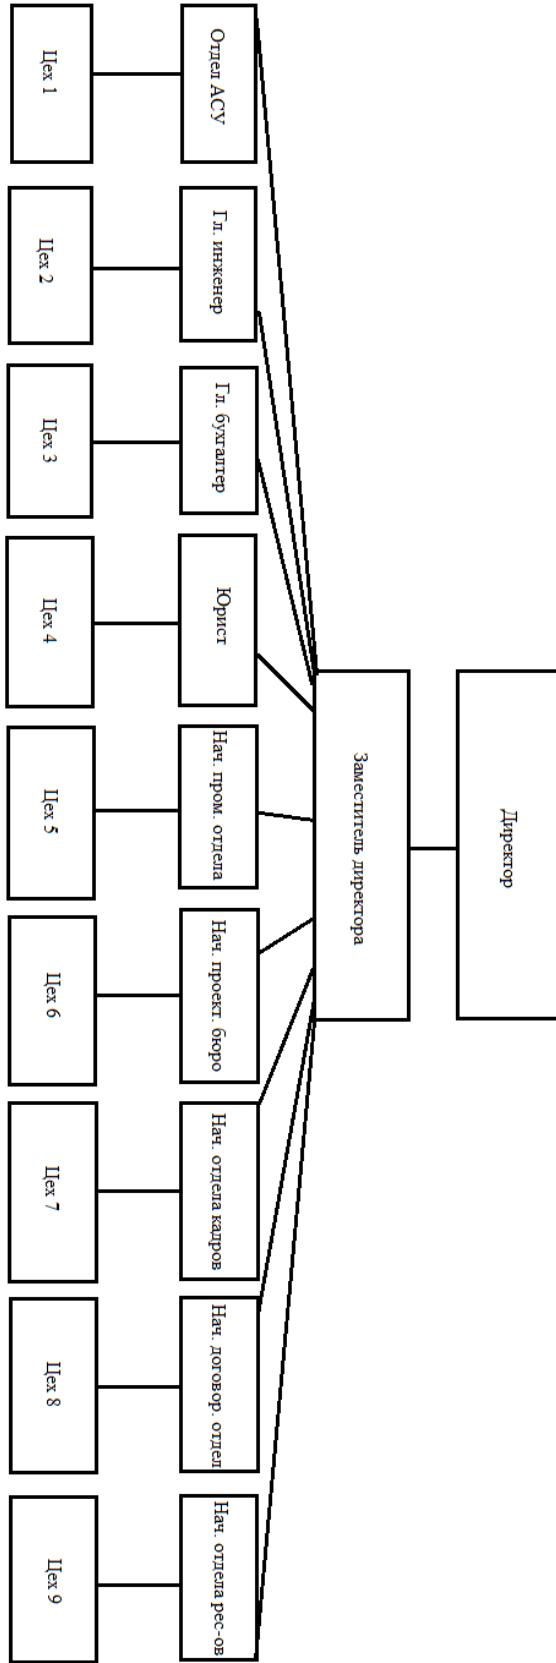 Директор
Заместитель директора
Отдел АСУ
Гл. инженер
Гл. бухгалтер
Юрист
Нач. пром. отдела
Нач. проект. бюро
Нач. отдела кадров
Нач. договор. отдел
Нач. отдела рес-ов
Цех 1
Цех 2
Цех 3
Цех 4
Цех 5
Цех 6
Цех 7
Цех 8
Цех 9